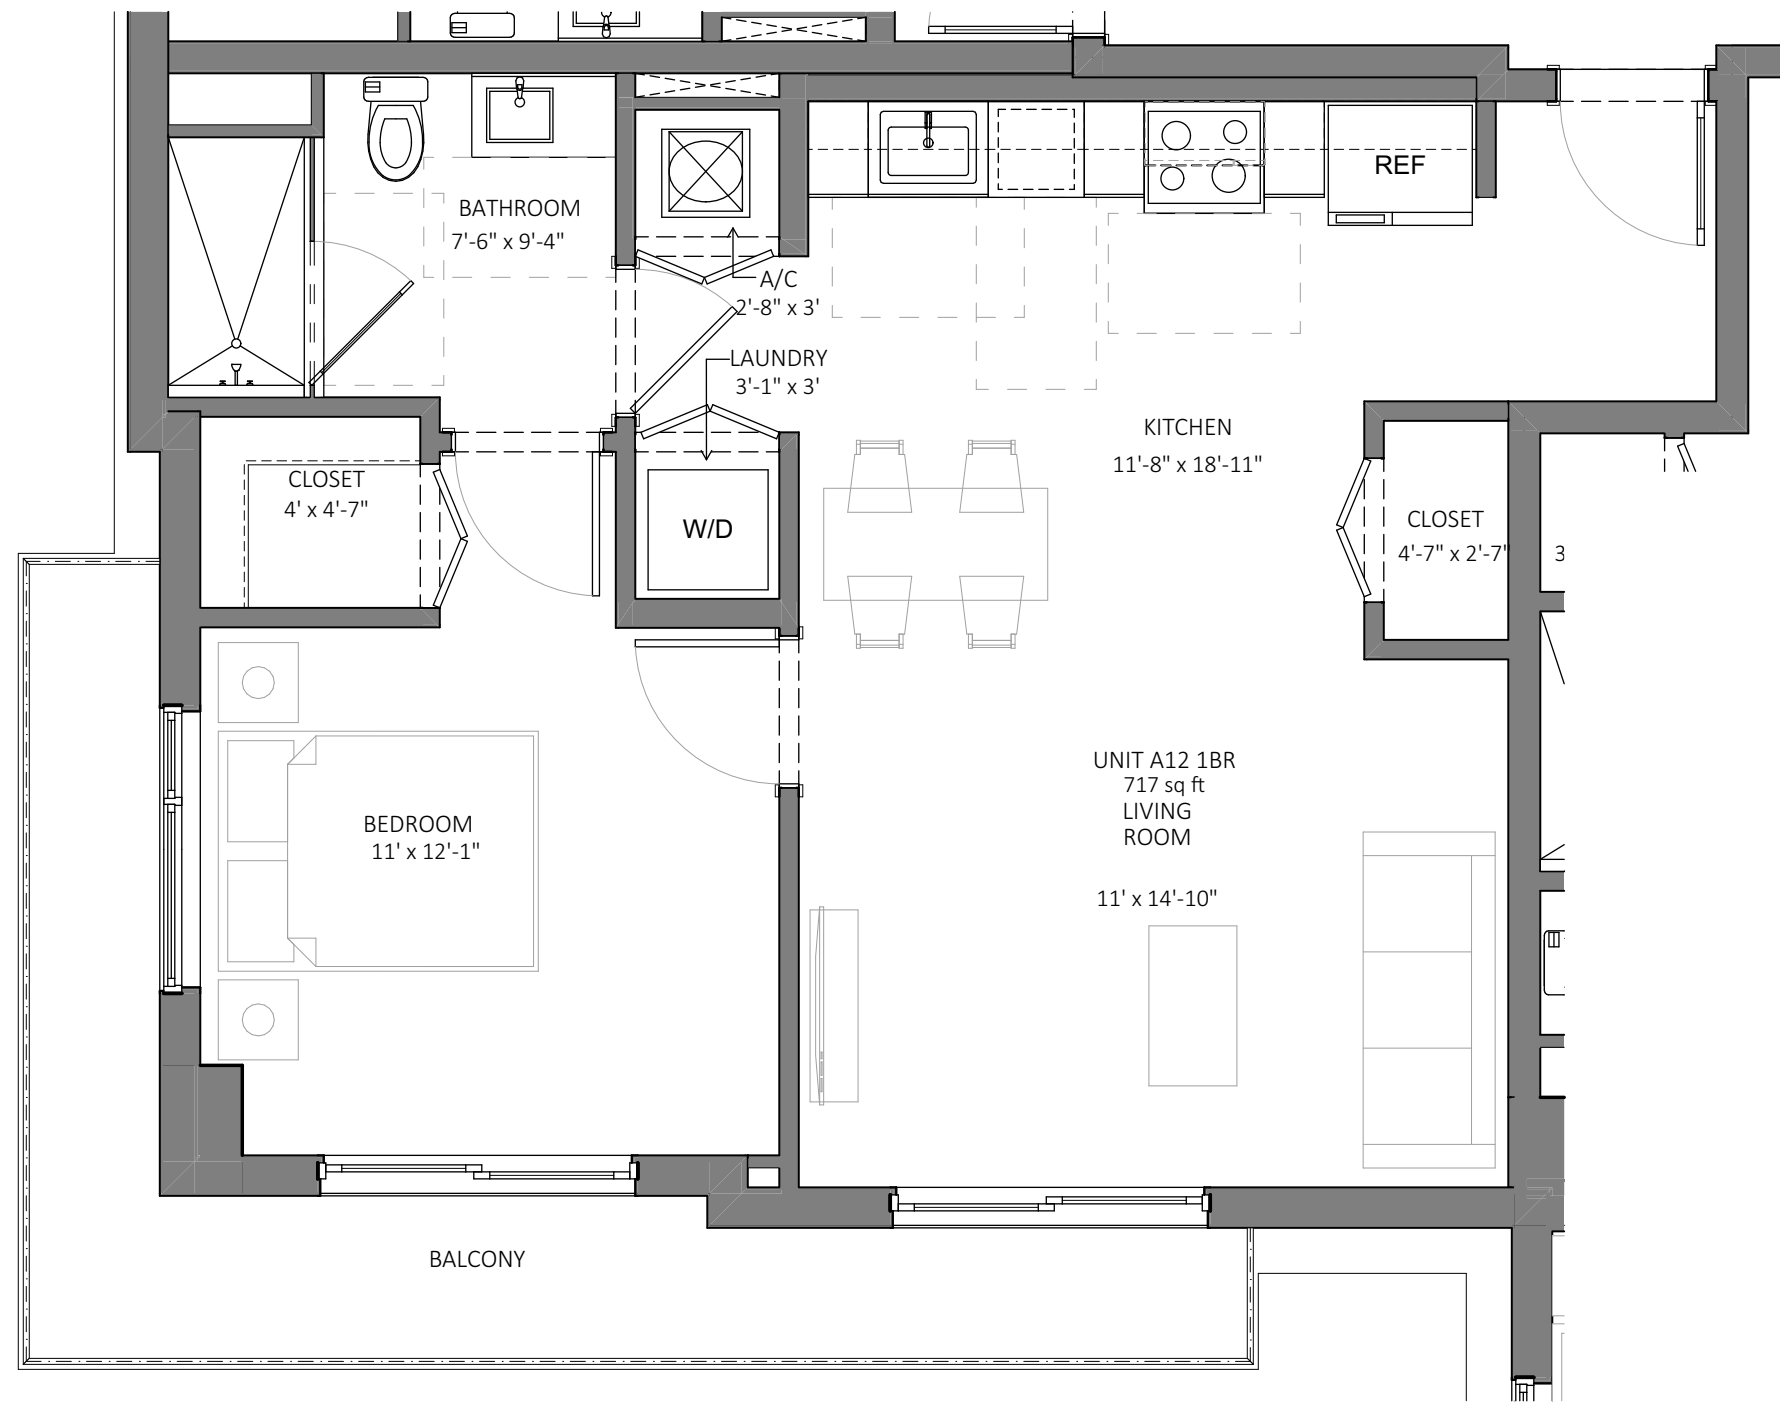 REF
BATHROOM
7'-6" x 9'-4"
A/C
2'-8" x 3'
LAUNDRY
3'-1" x 3'
KITCHEN
11'-8" x 18'-11"
CLOSET
4' x 4'-7"
W/D
CLOSET
4'-7" x 2'-7"
3
UNIT A12 1BR
717 sq ft
LIVING
ROOM
11' x 14'-10"
BEDROOM
11' x 12'-1"
BALCONY